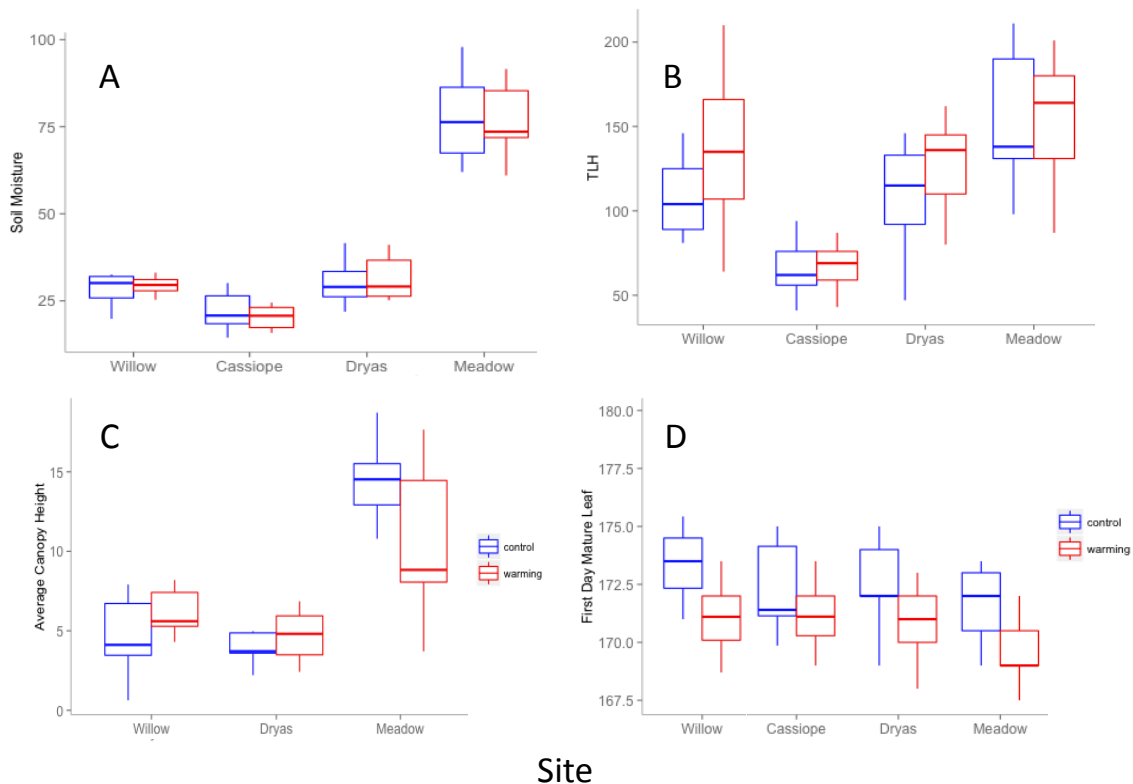 A
Soil Moisture
100
75
50
25
Willow Cassiope Dryas Meadow
B
TLH
200
150
100
50
Willow Cassiope Dryas Meadow
C
Average Canopy Height
15
10
5
0
Willow Dryas Meadow
control
warming
D
First Day Mature Leaf
180.0
177.5
175.0
172.5
170.0
167.5
Willow Cassiope Dryas Meadow
control
warming
Site